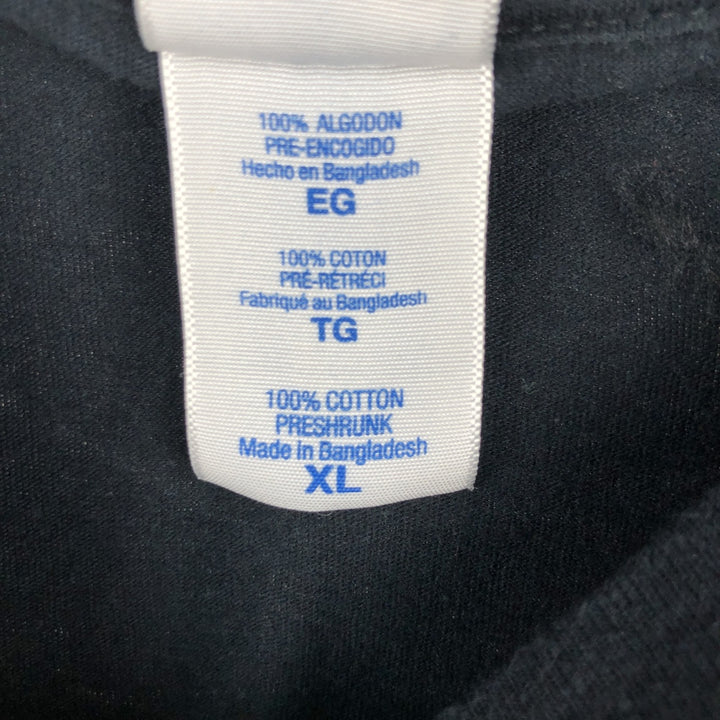 100% ALGODON
PRE-ENCOGIDO
Hecho en Bangladesh
EG
100% COTON
PRÉ-RÉTRÉCI
Fabriqué au Bangladesh
TG
100% COTTON
PRESHRUNK
Made in Bangladesh
XL